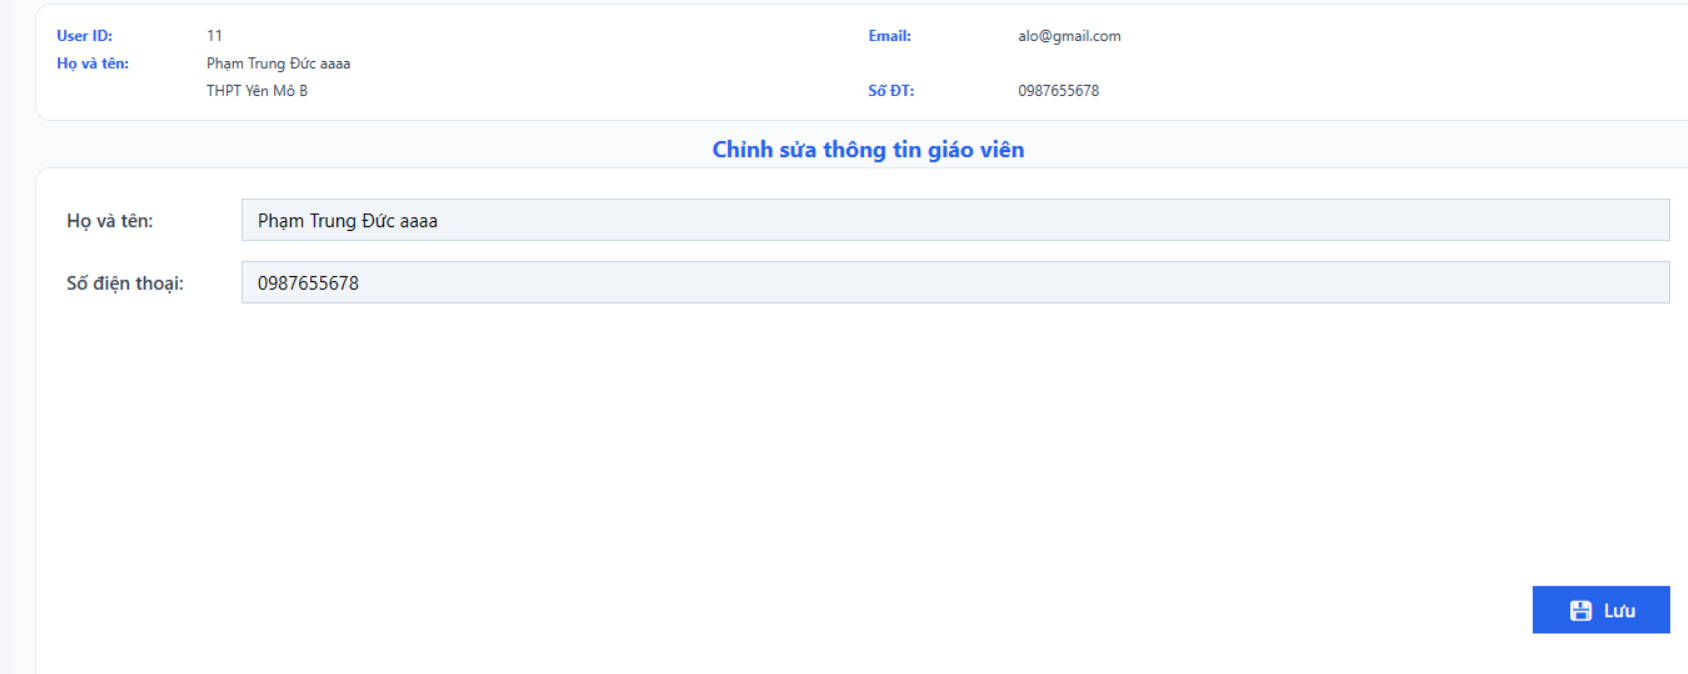 User ID: 11 Email: alo@gmail.com
Họ và tên: Phạm Trung Đức aaaa
THPT Yên Mô B Số ĐT: 0987655678
Chỉnh sửa thông tin giáo viên
Họ và tên: Phạm Trung Đức aaaa
Số điện thoại: 0987655678
Lưu